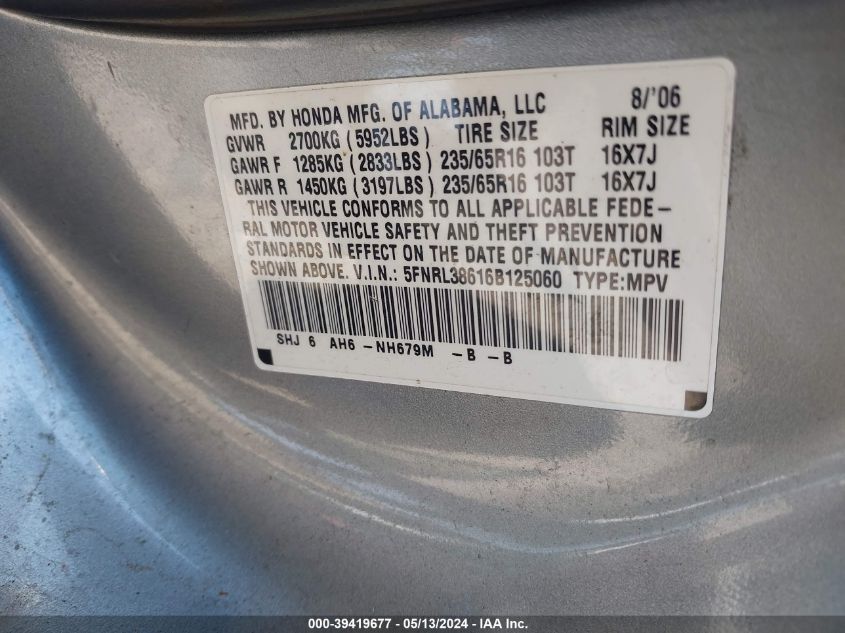 MFD. BY HONDA MFG. OF ALABAMA, LLC 8/'06
GVWR 2700KG (5952LBS) TIRE SIZE RIM SIZE
GAWR F 1285KG (2833LBS) 235/65R16 103T 16X7J
GAWR R 1450KG (3197LBS) 235/65R16 103T 16X7J
THIS VEHICLE CONFORMS TO ALL APPLICABLE FEDE-
RAL MOTOR VEHICLE SAFETY AND THEFT PREVENTION
STANDARDS IN EFFECT ON THE DATE OF MANUFACTURE
SHOWN ABOVE. V.I.N.: 5FNRL38616B125060 TYPE:MPV
SHJ 6 AH6 -NH679M -B -B
000-39419677 - 05/13/2024 - IAA Inc.